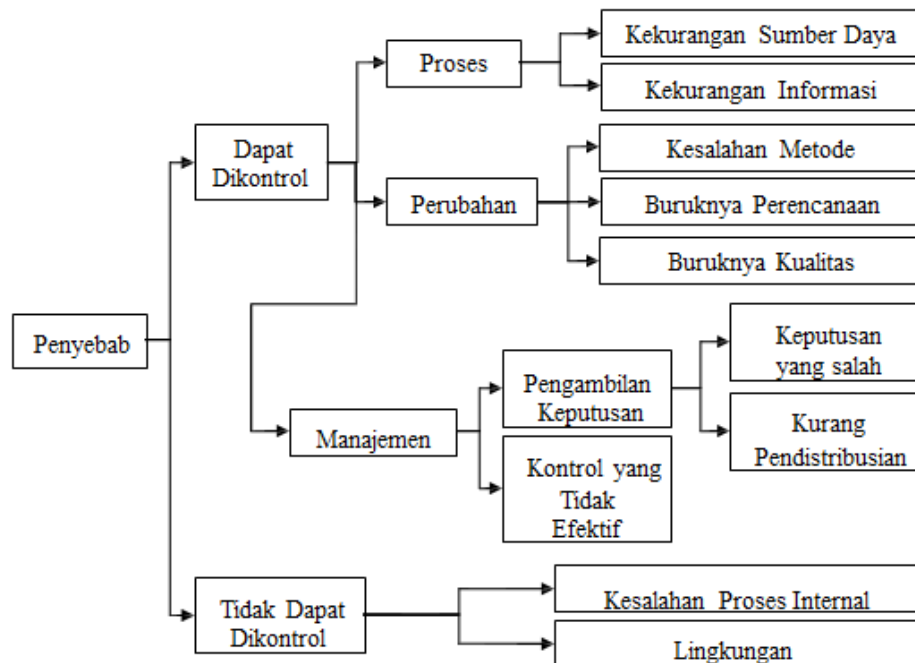 Kekurangan Sumber Daya
Proses
Kekurangan Informasi
Dapat
Dikontrol
Kesalahan Metode
Perubahan
Buruknya Perencanaan
Buruknya Kualitas
Penyebab
Keputusan
yang salah
Pengambilan
Keputusan
Kurang
Pendistribusian
Manajemen
Kontrol yang
Tidak
Efektif
Tidak Dapat
Dikontrol
Kesalahan Proses Internal
Lingkungan